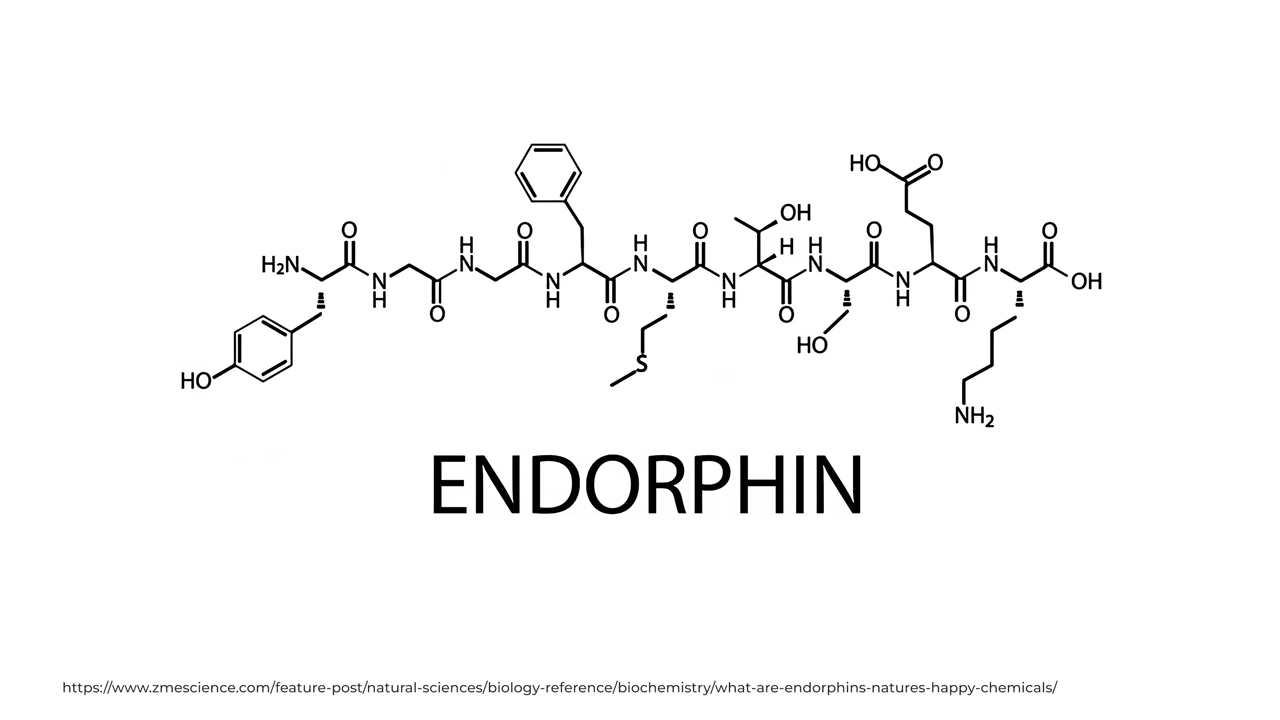 HO O
OH
O O O O O
H H H H H
H₂N N N N N OH
N N N N
H H H H
O O O O
HO
S
HO
NH₂
ENDORPHIN
https://www.zmescience.com/feature-post/natural-sciences/biology-reference/biochemistry/what-are-endorphins-natures-happy-chemicals/